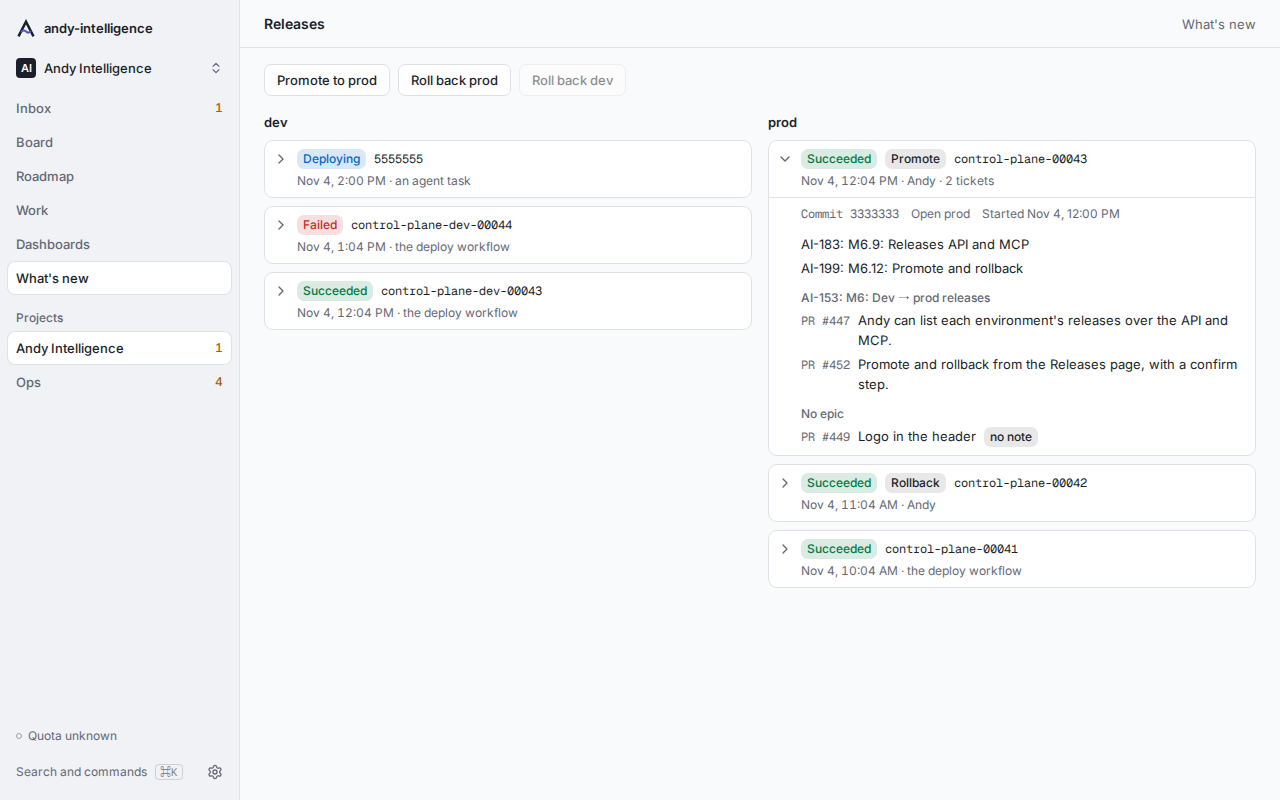 andy-intelligence
AI Andy Intelligence
Inbox 1
Board
Roadmap
Work
Dashboards
What's new
Projects
Andy Intelligence 1
Ops 4
Quota unknown
Search and commands ⌘K
Releases
What's new
Promote to prod
Roll back prod
Roll back dev
dev
Deploying 5555555
Nov 4, 2:00 PM · an agent task
Failed control-plane-dev-00044
Nov 4, 1:04 PM · the deploy workflow
Succeeded control-plane-dev-00043
Nov 4, 12:04 PM · the deploy workflow
prod
Succeeded Promote control-plane-00043
Nov 4, 12:04 PM · Andy · 2 tickets
Commit 3333333 Open prod Started Nov 4, 12:00 PM
AI-183: M6.9: Releases API and MCP
AI-199: M6.12: Promote and rollback
AI-153: M6: Dev → prod releases
PR #447 Andy can list each environment's releases over the API and
MCP.
PR #452 Promote and rollback from the Releases page, with a confirm
step.
No epic
PR #449 Logo in the header no note
Succeeded Rollback control-plane-00042
Nov 4, 11:04 AM · Andy
Succeeded control-plane-00041
Nov 4, 10:04 AM · the deploy workflow